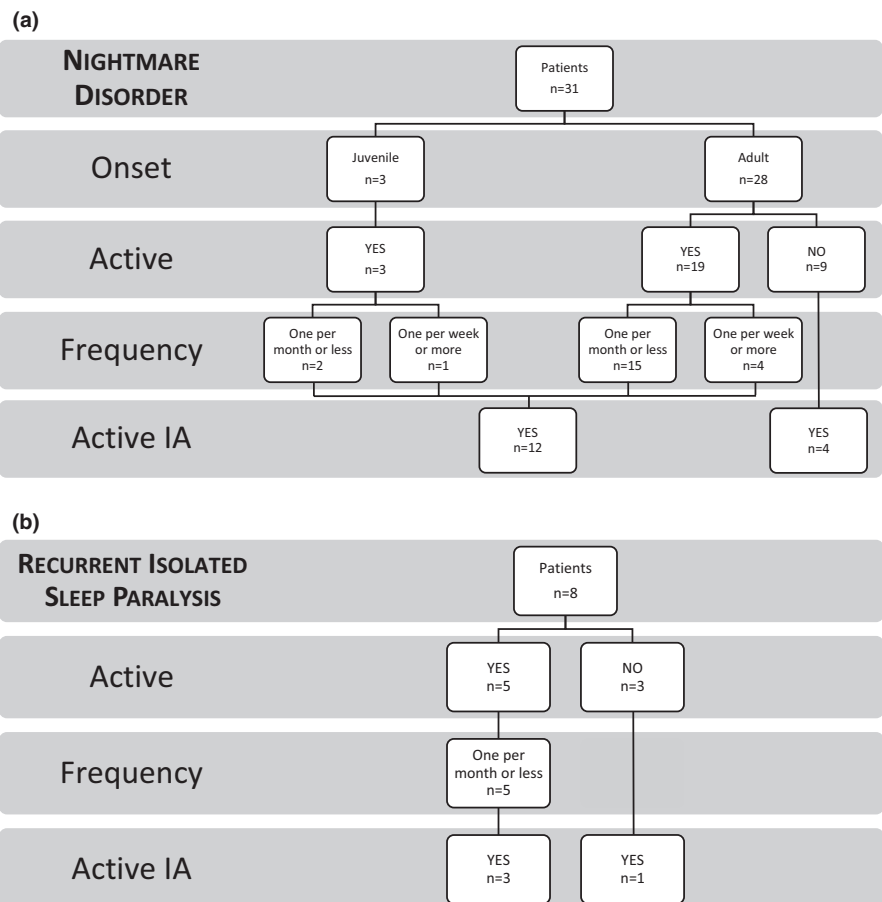 (a)
NIGHTMARE
DISORDER
Patients
n=31
Onset
Juvenile
n=3
Adult
n=28
Active
YES
n=3
YES
n=19
NO
n=9
Frequency
One per
month or less
n=2
One per week
or more
n=1
One per
month or less
n=15
One per week
or more
n=4
Active IA
YES
n=12
YES
n=4
(b)
RECURRENT ISOLATED
SLEEP PARALYSIS
Patients
n=8
Active
YES
n=5
NO
n=3
Frequency
One per
month or less
n=5
Active IA
YES
n=3
YES
n=1